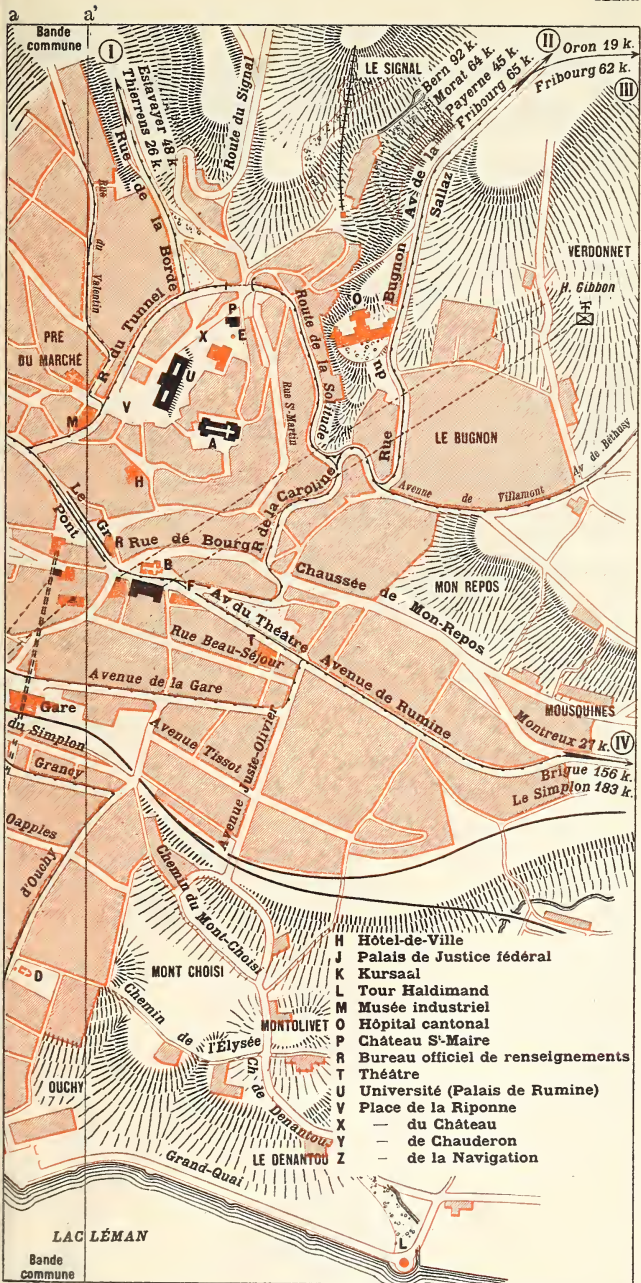 a a'
Bande
commune
I
II
III
Oron 19 k.
Fribourg 62 k.
Bern 92 k.
Morat 64 k.
Payerne 45 k.
Fribourg 65 k.
LE SIGNAL
Estavayer 48 k
Thierrens 26 k.
Route du Signal
Rue de la Borde
Rue du Valentin
Av. de la Sallaz
VERDONNET
H. Gibbon
PRÉ
DU MARCHÉ
R. du Tunnel
P
X
E
O
U
Rue du Bugnon
Route de la Solitude
Rue St-Martin
M
V
A
H
LE BUGNON
Av. de Béthusy
Avenue de Villamont
Le Gr
Pont
R
Rue de Bourg
R. de la Caroline
B
F
Chaussée de Mon-Repos
MON REPOS
Av. du Théâtre
T
Rue Beau-Séjour
Avenue de Rumine
Avenue de la Gare
MOUSQUINES
Gare
du Simplon
Avenue Tissot
Avenue Juste-Olivier
Montreux 27 k.
IV
Brigue 156 k.
Le Simplon 183 k.
Grancy
Oapples
d'Ouchy
Chemin du Mont-Choisi
D
MONT CHOISI
Chemin de l'Élysée
MONTOLIVET
Ch. de Denantou
OUCHY
LE DENANTOU
Grand-Quai
H Hôtel-de-Ville
J Palais de Justice fédéral
K Kursaal
L Tour Haldimand
M Musée industriel
O Hôpital cantonal
P Château St-Maire
R Bureau officiel de renseignements
T Théâtre
U Université (Palais de Rumine)
V Place de la Riponne
X — du Château
Y – de Chauderon
Z – de la Navigation
L
LAC LÉMAN
Bande
commune